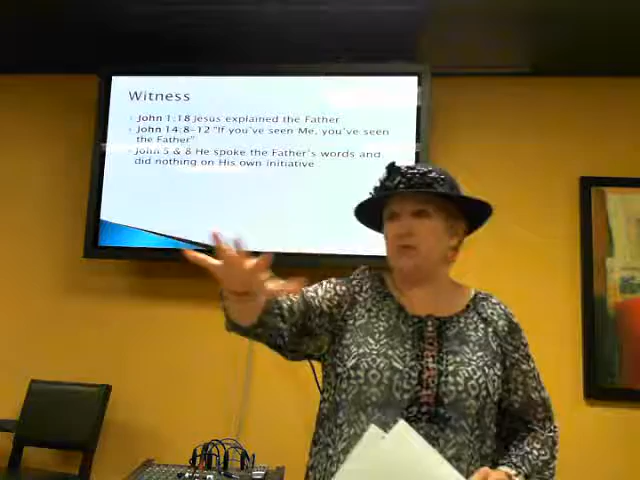 Witness
John 1:18 Jesus explained the Father
John 14:8-12 "If you've seen Me, you've seen
the Father"
John 5 & 8 He spoke the Father's words and
did nothing on His own initiative